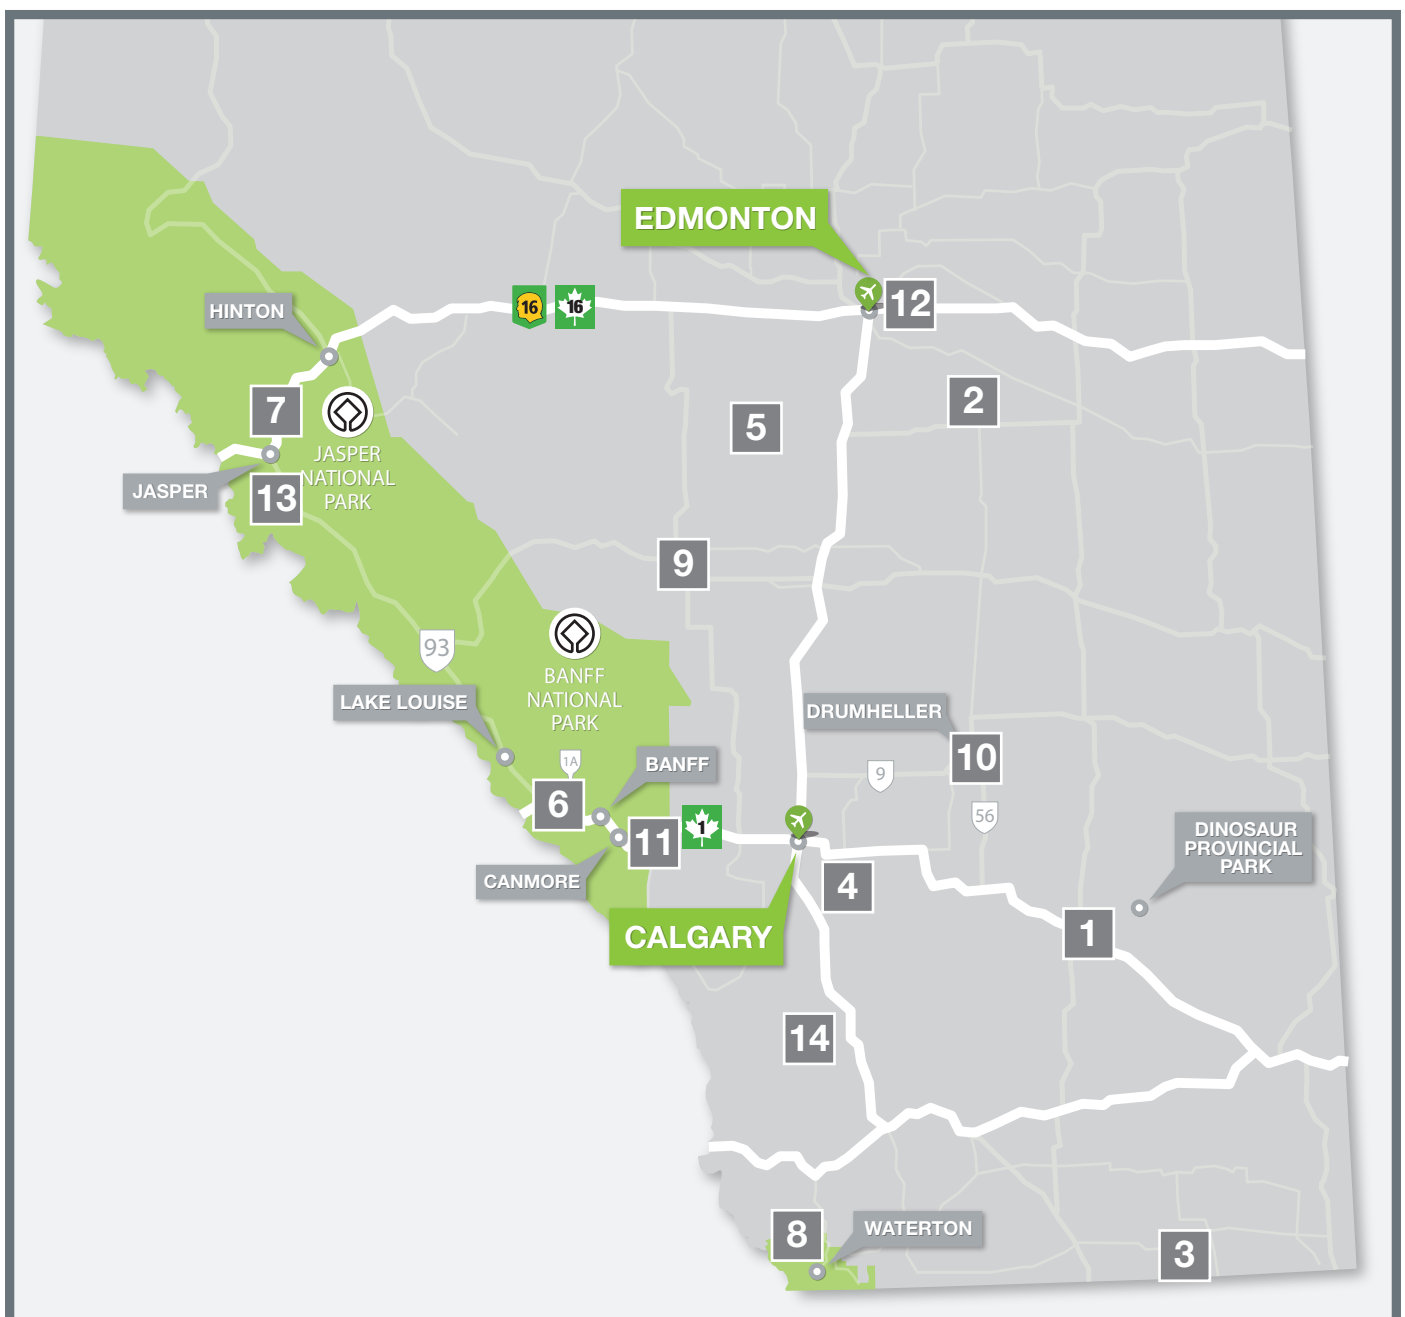 EDMONTON
12
16
16
HINTON
7
2
5
JASPER
NATIONAL
PARK
JASPER
13
9
93
BANFF
NATIONAL
PARK
LAKE LOUISE
DRUMHELLER
10
1A
BANFF
9
6
56
11
1
DINOSAUR
PROVINCIAL
PARK
CANMORE
4
CALGARY
1
14
8
WATERTON
3